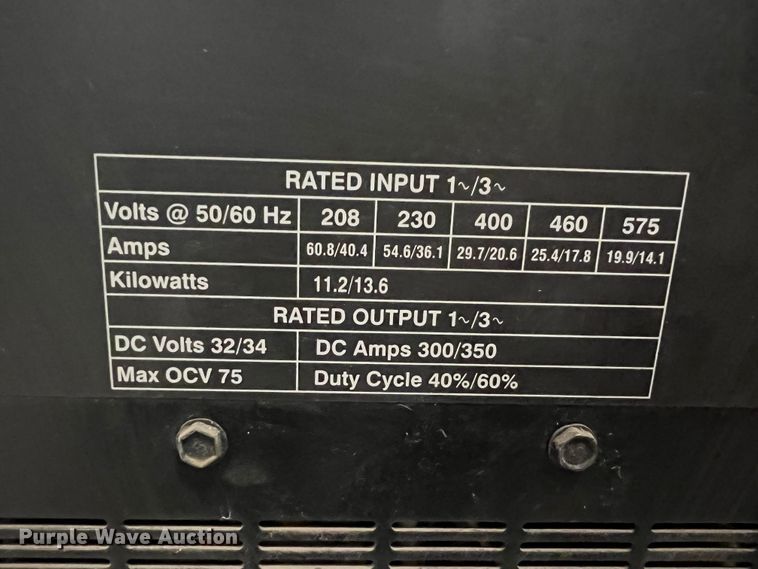 RATED INPUT 1~/3~
Volts @ 50/60 Hz 208 230 400 460 575
Amps 60.8/40.4 54.6/36.1 29.7/20.6 25.4/17.8 19.9/14.1
Kilowatts 11.2/13.6
RATED OUTPUT 1~/3~
DC Volts 32/34 DC Amps 300/350
Max OCV 75 Duty Cycle 40%/60%
Purple Wave Auction